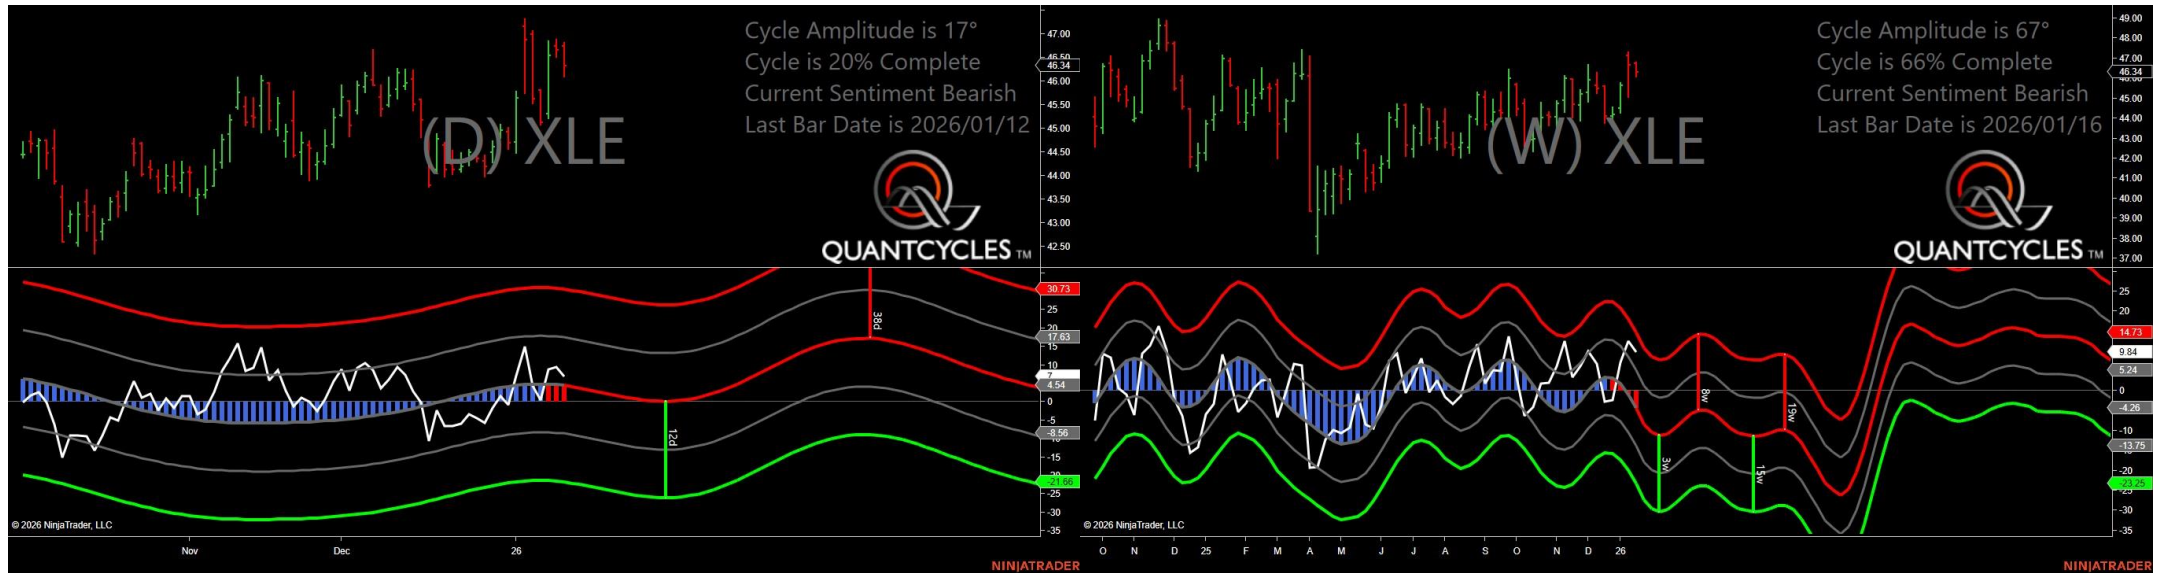 Cycle Amplitude is 17°
Cycle is 20% Complete
Current Sentiment Bearish
Last Bar Date is 2026/01/12
(D) XLE
QUANTCYCLES TM
47.00
46.50
46.34
46.00
45.50
45.00
44.50
44.00
43.50
43.00
42.50
30.73
25
20
17.63
15
10
7
4.54
0
-5
-8.56
-10
-15
-21.66
-25
-30
-35
38d
12d
© 2026 NinjaTrader, LLC
Nov
Dec
26
NINJATRADER
Cycle Amplitude is 67°
Cycle is 66% Complete
Current Sentiment Bearish
Last Bar Date is 2026/01/16
(W) XLE
QUANTCYCLES TM
49.00
48.00
47.00
46.34
45.00
44.00
43.00
42.00
41.00
40.00
39.00
38.00
37.00
25
20
14.73
9.84
5.24
0
-4.26
-10
-13.75
-20
-23.25
-30
-35
8w
19w
3w
15w
© 2026 NinjaTrader, LLC
O N D 25 F M A M J J A S O N D 26
NINJATRADER